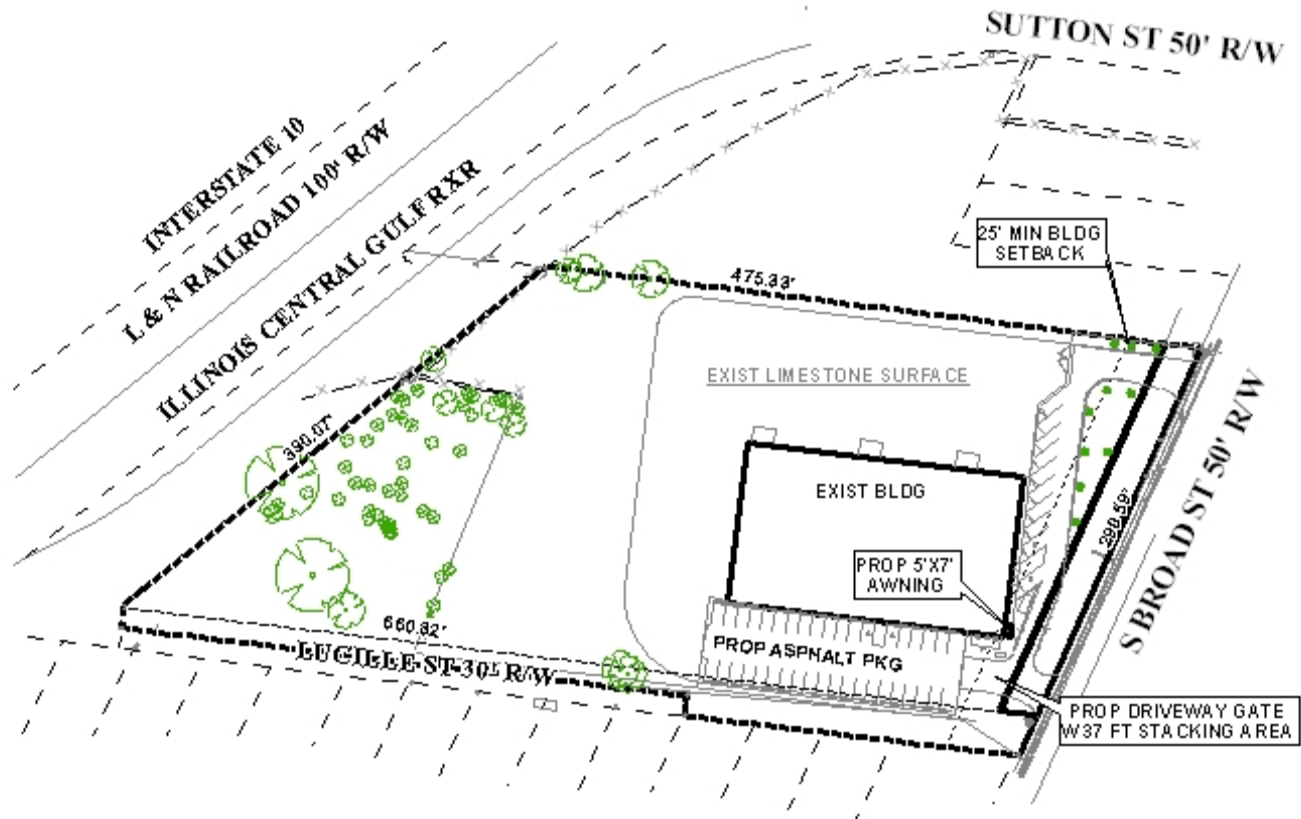 SUTTON ST 50' R/W
INTERSTATE 10
L & N RAILROAD 100' R/W
ILLINOIS CENTRAL GULF RXR
25' MIN BLDG
SETBACK
475.33'
EXIST LIMESTONE SURFACE
390.07'
EXIST BLDG
290.59'
S BROAD ST 50' R/W
PROP 5'X7'
AWNING
660.82'
LUCILLE ST 30' R/W
PROP ASPHALT PKG
PROP DRIVEWAY GATE
W 37 FT STACKING AREA